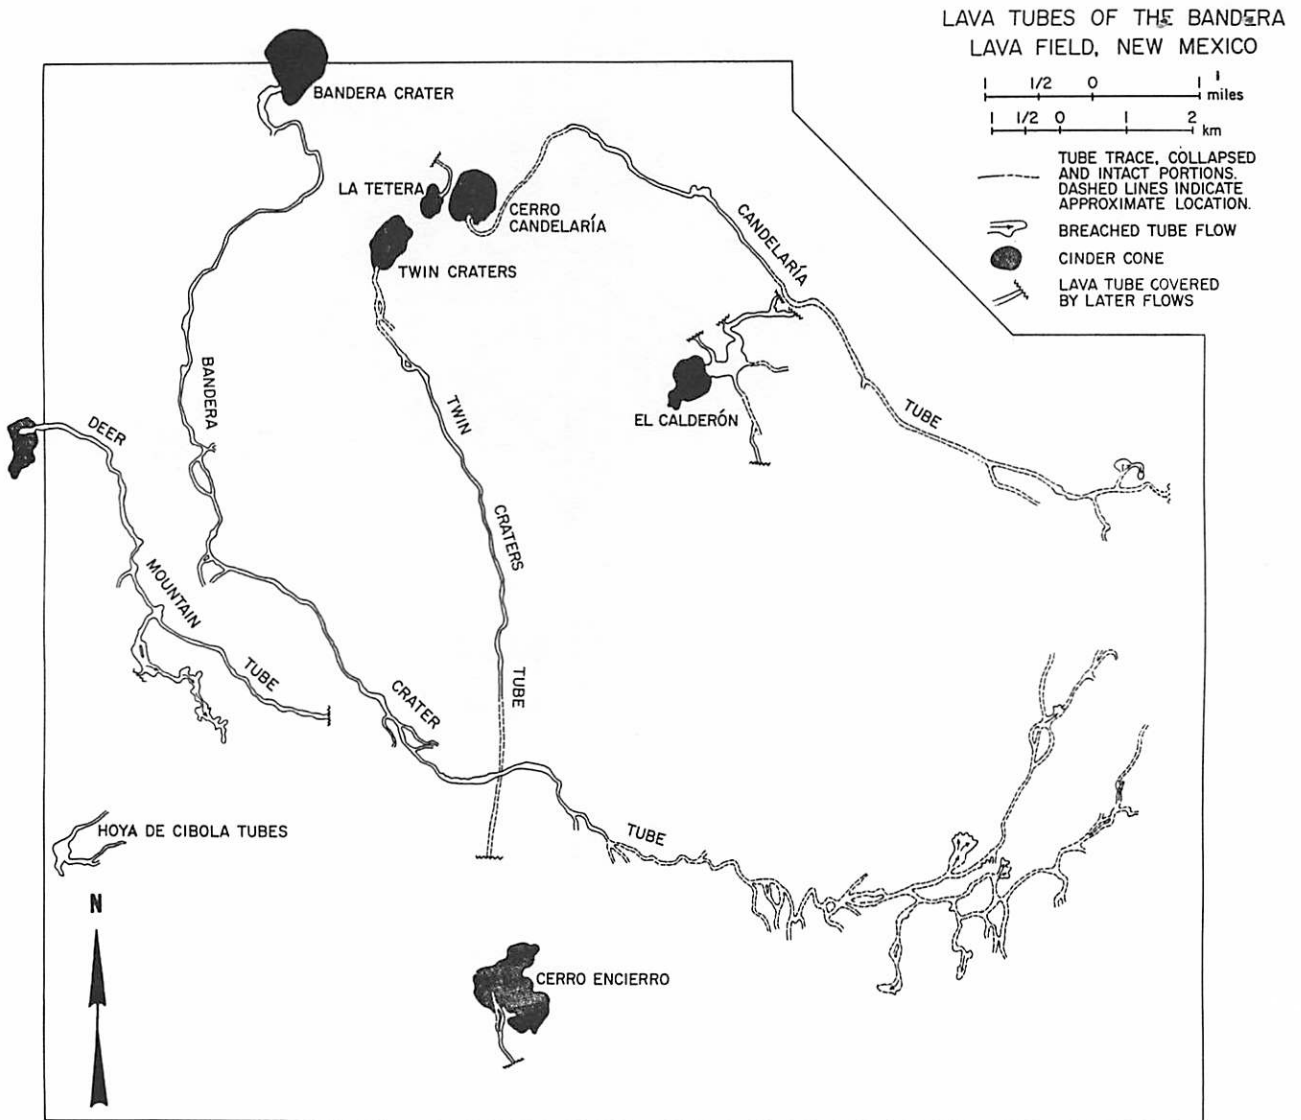 LAVA TUBES OF THE BANDERA
LAVA FIELD, NEW MEXICO
1 1/2 0 1
miles
1 1/2 0 1 2
km
TUBE TRACE, COLLAPSED
AND INTACT PORTIONS.
DASHED LINES INDICATE
APPROXIMATE LOCATION.
BREACHED TUBE FLOW
CINDER CONE
LAVA TUBE COVERED
BY LATER FLOWS
BANDERA CRATER
LA TETERA
CERRO
CANDELARÍA
TWIN CRATERS
CANDELARÍA
TUBE
EL CALDERÓN
BANDERA
CRATER
TUBE
TWIN
CRATERS
TUBE
DEER
MOUNTAIN
TUBE
HOYA DE CIBOLA TUBES
N
CERRO ENCIERRO